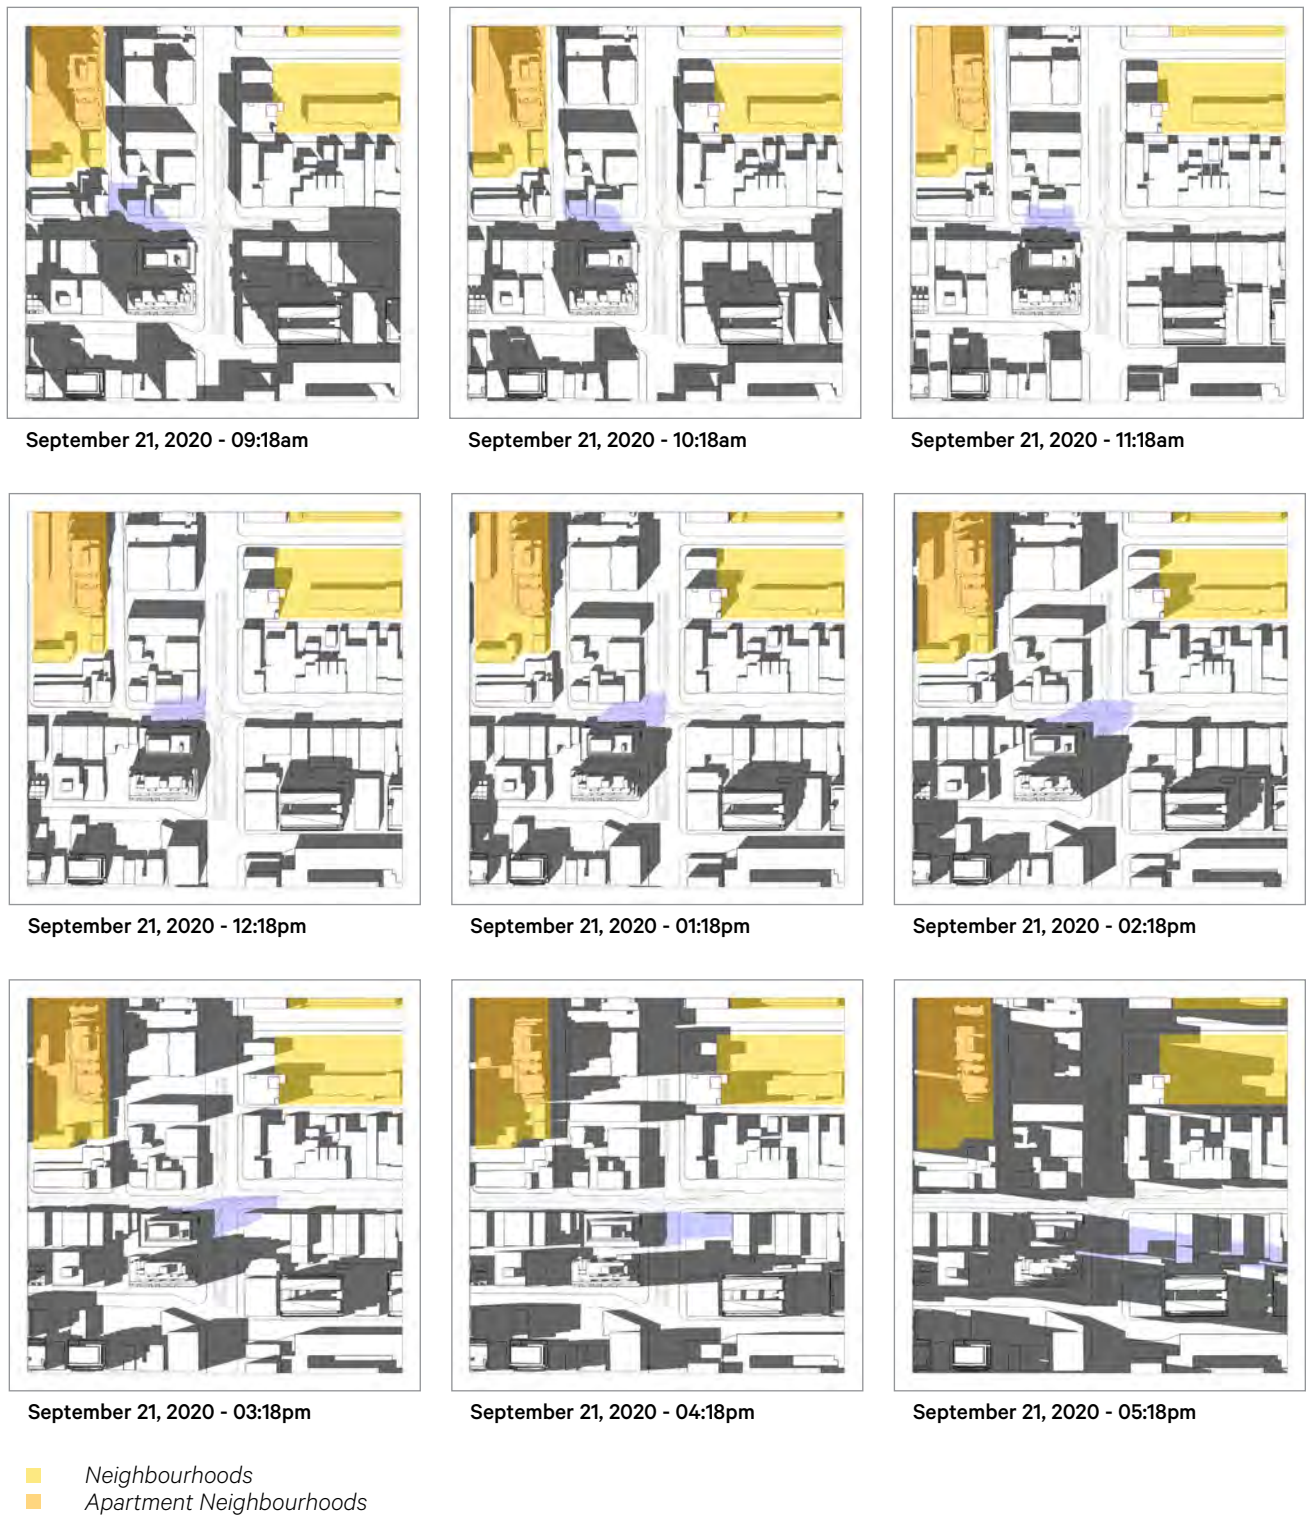 September 21, 2020 - 09:18am
September 21, 2020 - 10:18am
September 21, 2020 - 11:18am
September 21, 2020 - 12:18pm
September 21, 2020 - 01:18pm
September 21, 2020 - 02:18pm
September 21, 2020 - 03:18pm
September 21, 2020 - 04:18pm
September 21, 2020 - 05:18pm
Neighbourhoods
Apartment Neighbourhoods